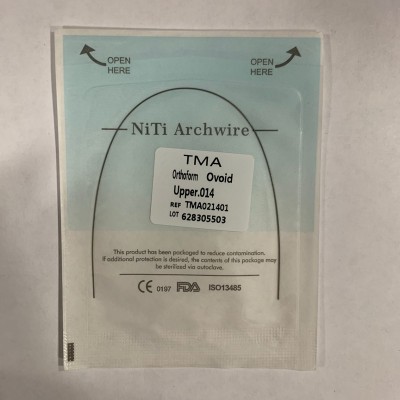 OPEN HERE
OPEN HERE
NiTi Archwire
TMA
Orthoform Ovoid
Upper.014
REF TMA021401
LOT 628305503
This product has been packaged to reduce contamination.
If additional protection is desired, the contents of this package may
be sterilised via autoclave.
CE 0197 FDA ISO13485